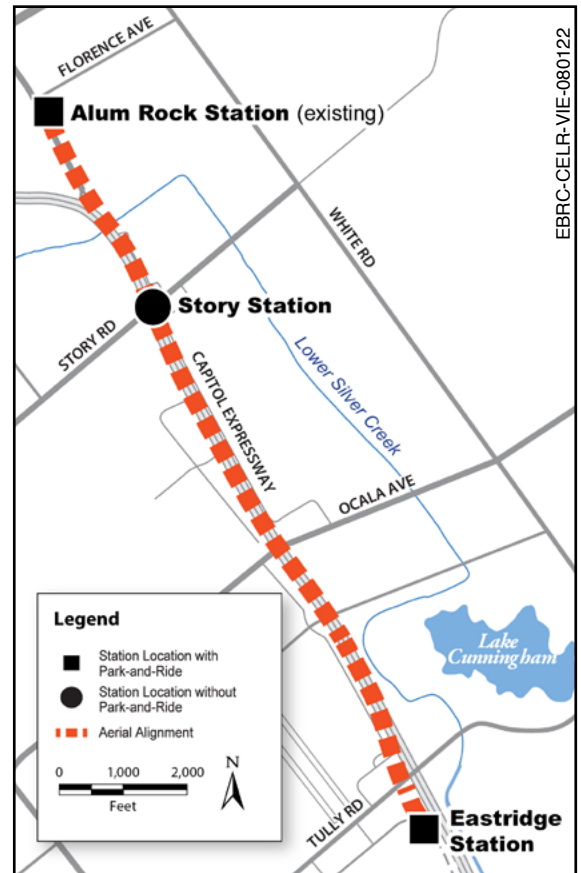 FLORENCE AVE
EBRC-CELR-VIE-080122
Alum Rock Station (existing)
WHITE RD
Story Station
STORY RD
CAPITOL EXPRESSWAY
Lower Silver Creek
OCALA AVE
Legend
Station Location with
Park-and-Ride
Station Location without
Park-and-Ride
Aerial Alignment
0 1,000 2,000
Feet
N
Lake
Cunningham
TULLY RD
Eastridge
Station